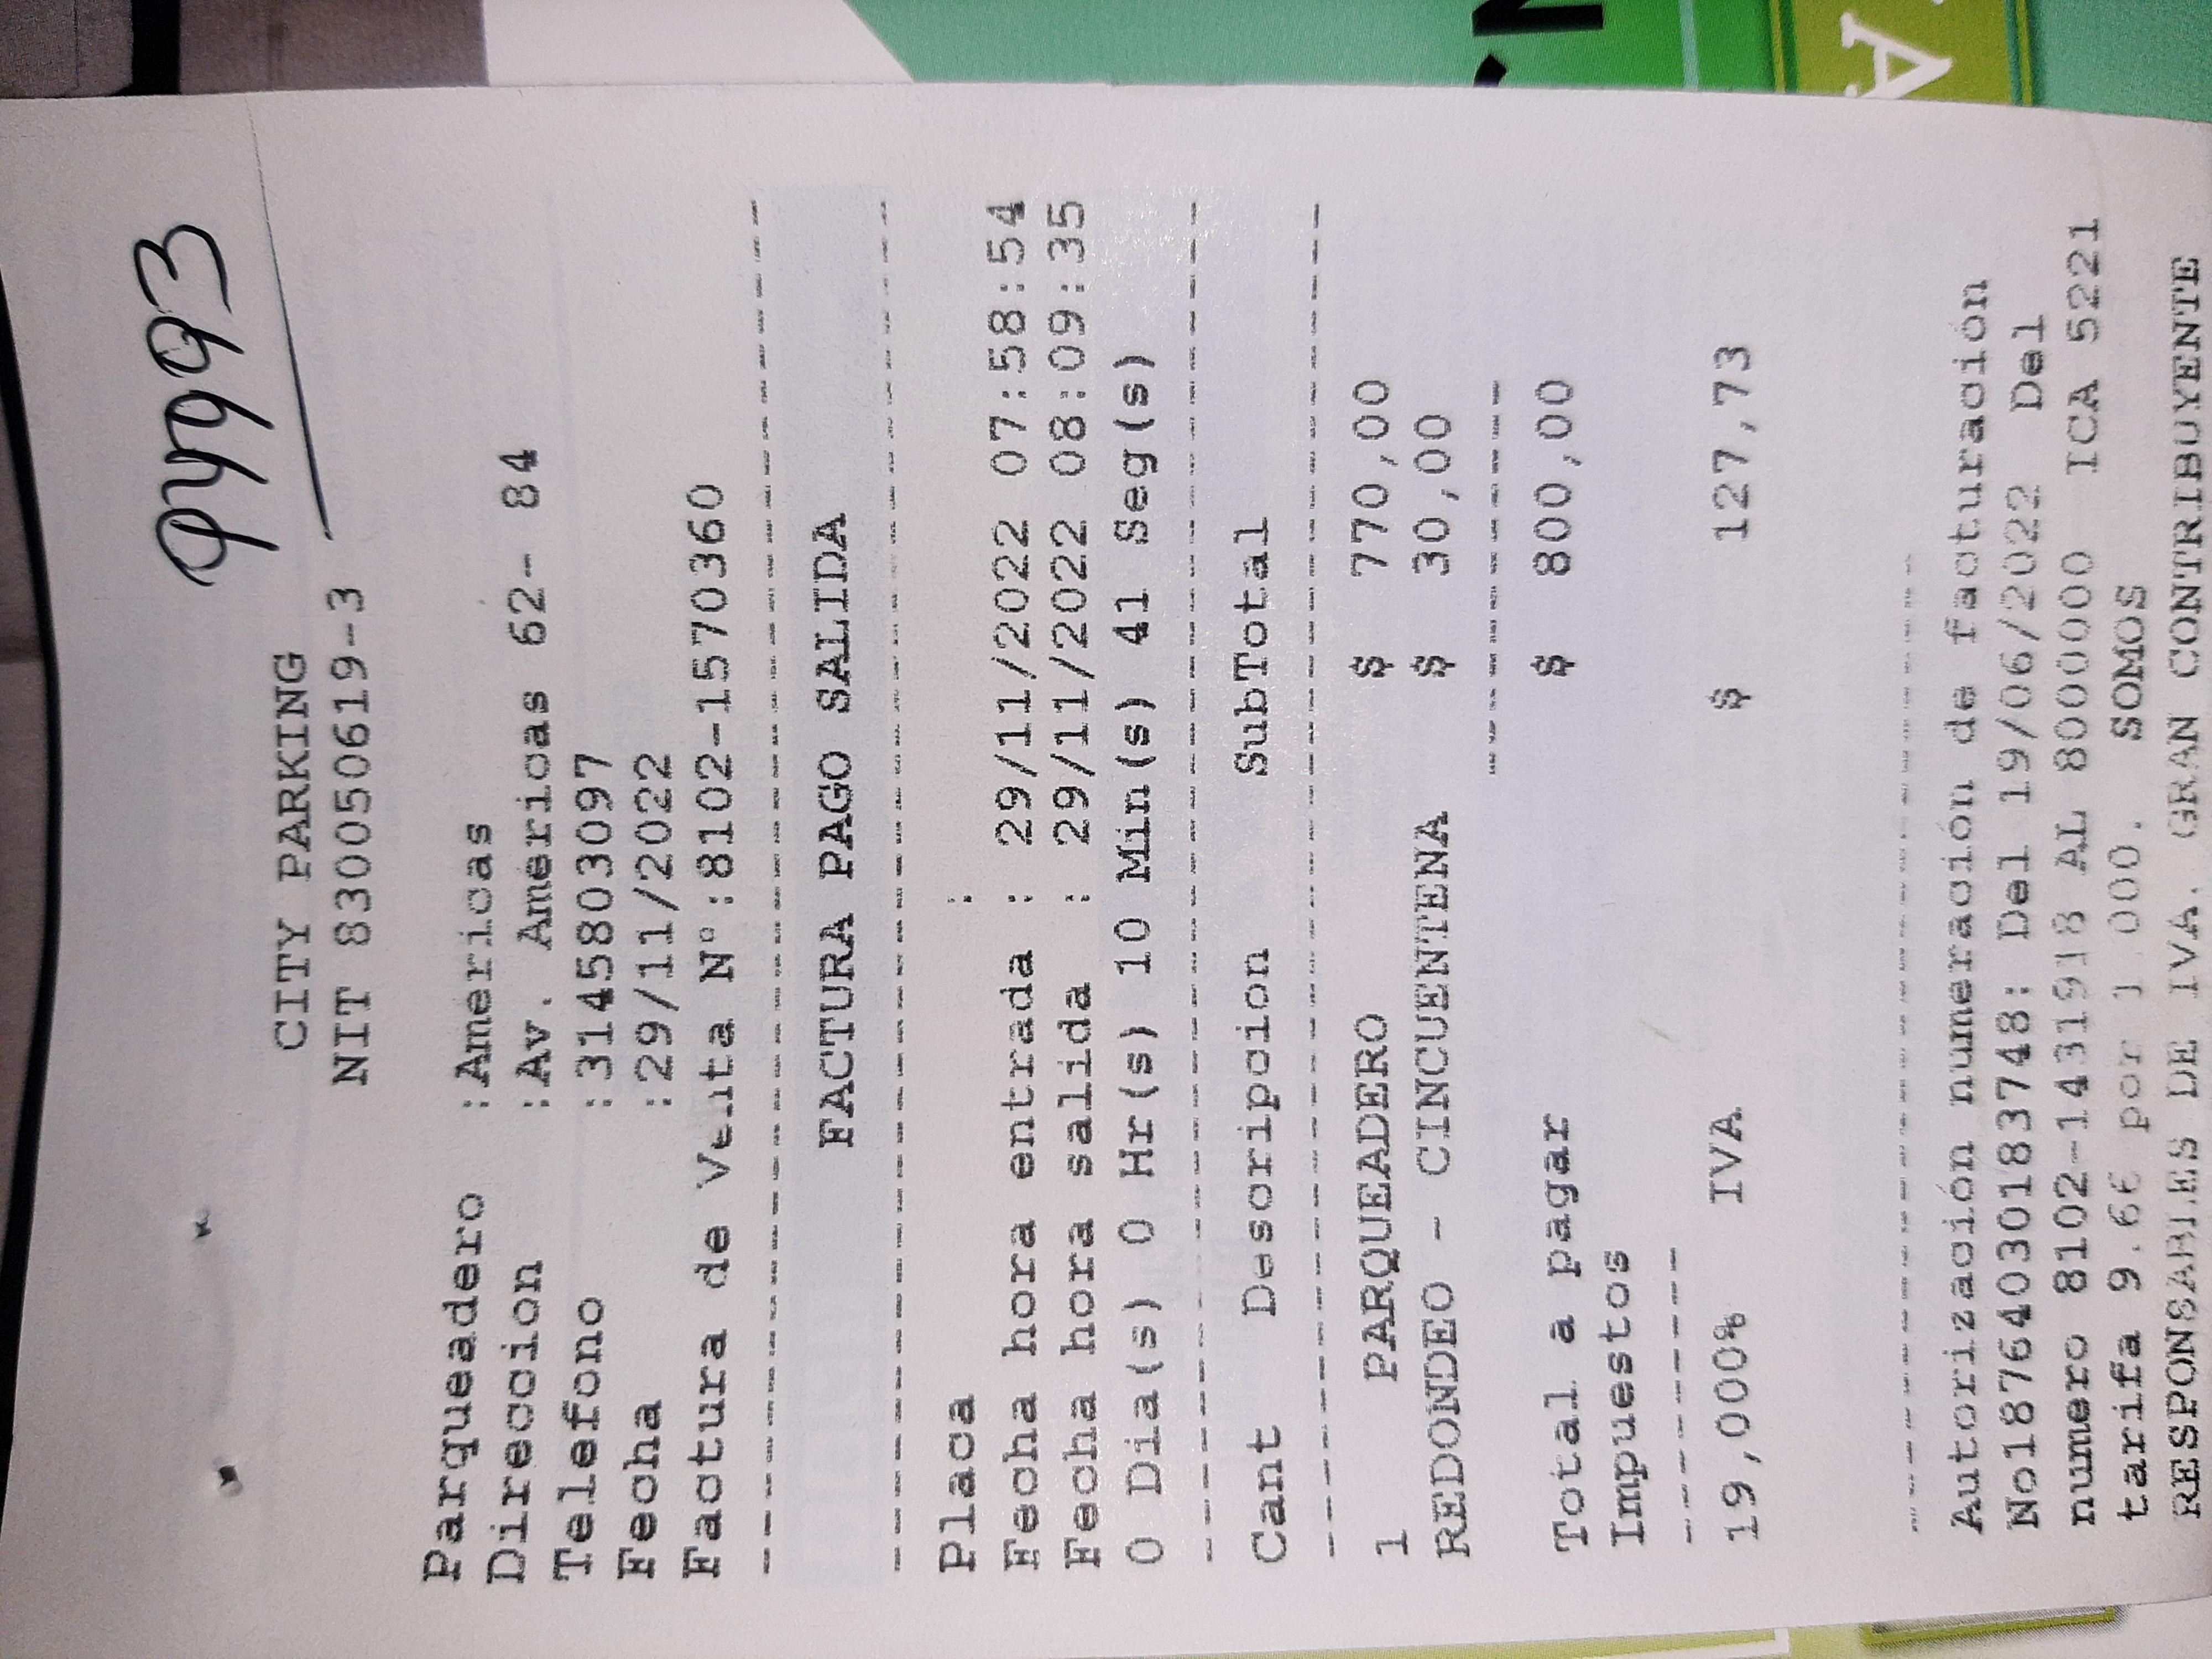 CITY PARKING
NIT 830050619-3
Parqueadero :Americas
Direccion :Av. Americas 62- 84
Telefono :3145803097
Fecha :29/11/2022
Factura de Venta N°:8102-1570360
FACTURA PAGO SALIDA
Placa :
Fecha hora entrada : 29/11/2022 07:58:54
Fecha hora salida : 29/11/2022 08:09:35
0 Dia(s) 0 Hr(s) 10 Min(s) 41 Seg(s)
Cant Descripcion SubTotal
1 PARQUEADERO $ 770,00
REDONDEO - CINCUENTENA $ 30,00
Total a pagar $ 800,00
Impuestos
19,000% IVA $ 127,73
Autorización numeración de facturación
No18764030183748: Del 19/06/2022 Del
numero 8102-1431918 AL 8000000 ICA 5221
tarifa 9.66 por 1.000. SOMOS
RESPONSABLES DE IVA. GRAN CONTRIBUYENTE